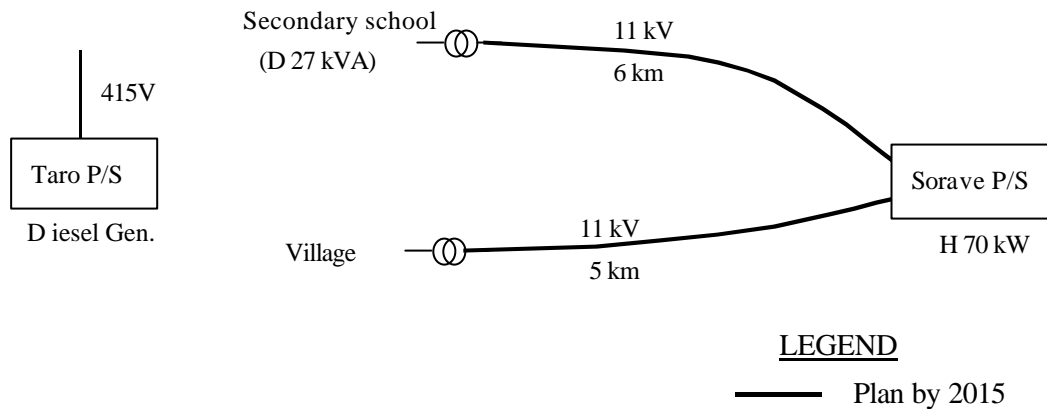 Secondary school
(D 27 kVA)
11 kV
6 km
415V
Taro P/S
D iesel Gen.
Sorave P/S
H 70 kW
Village
11 kV
5 km
LEGEND
Plan by 2015